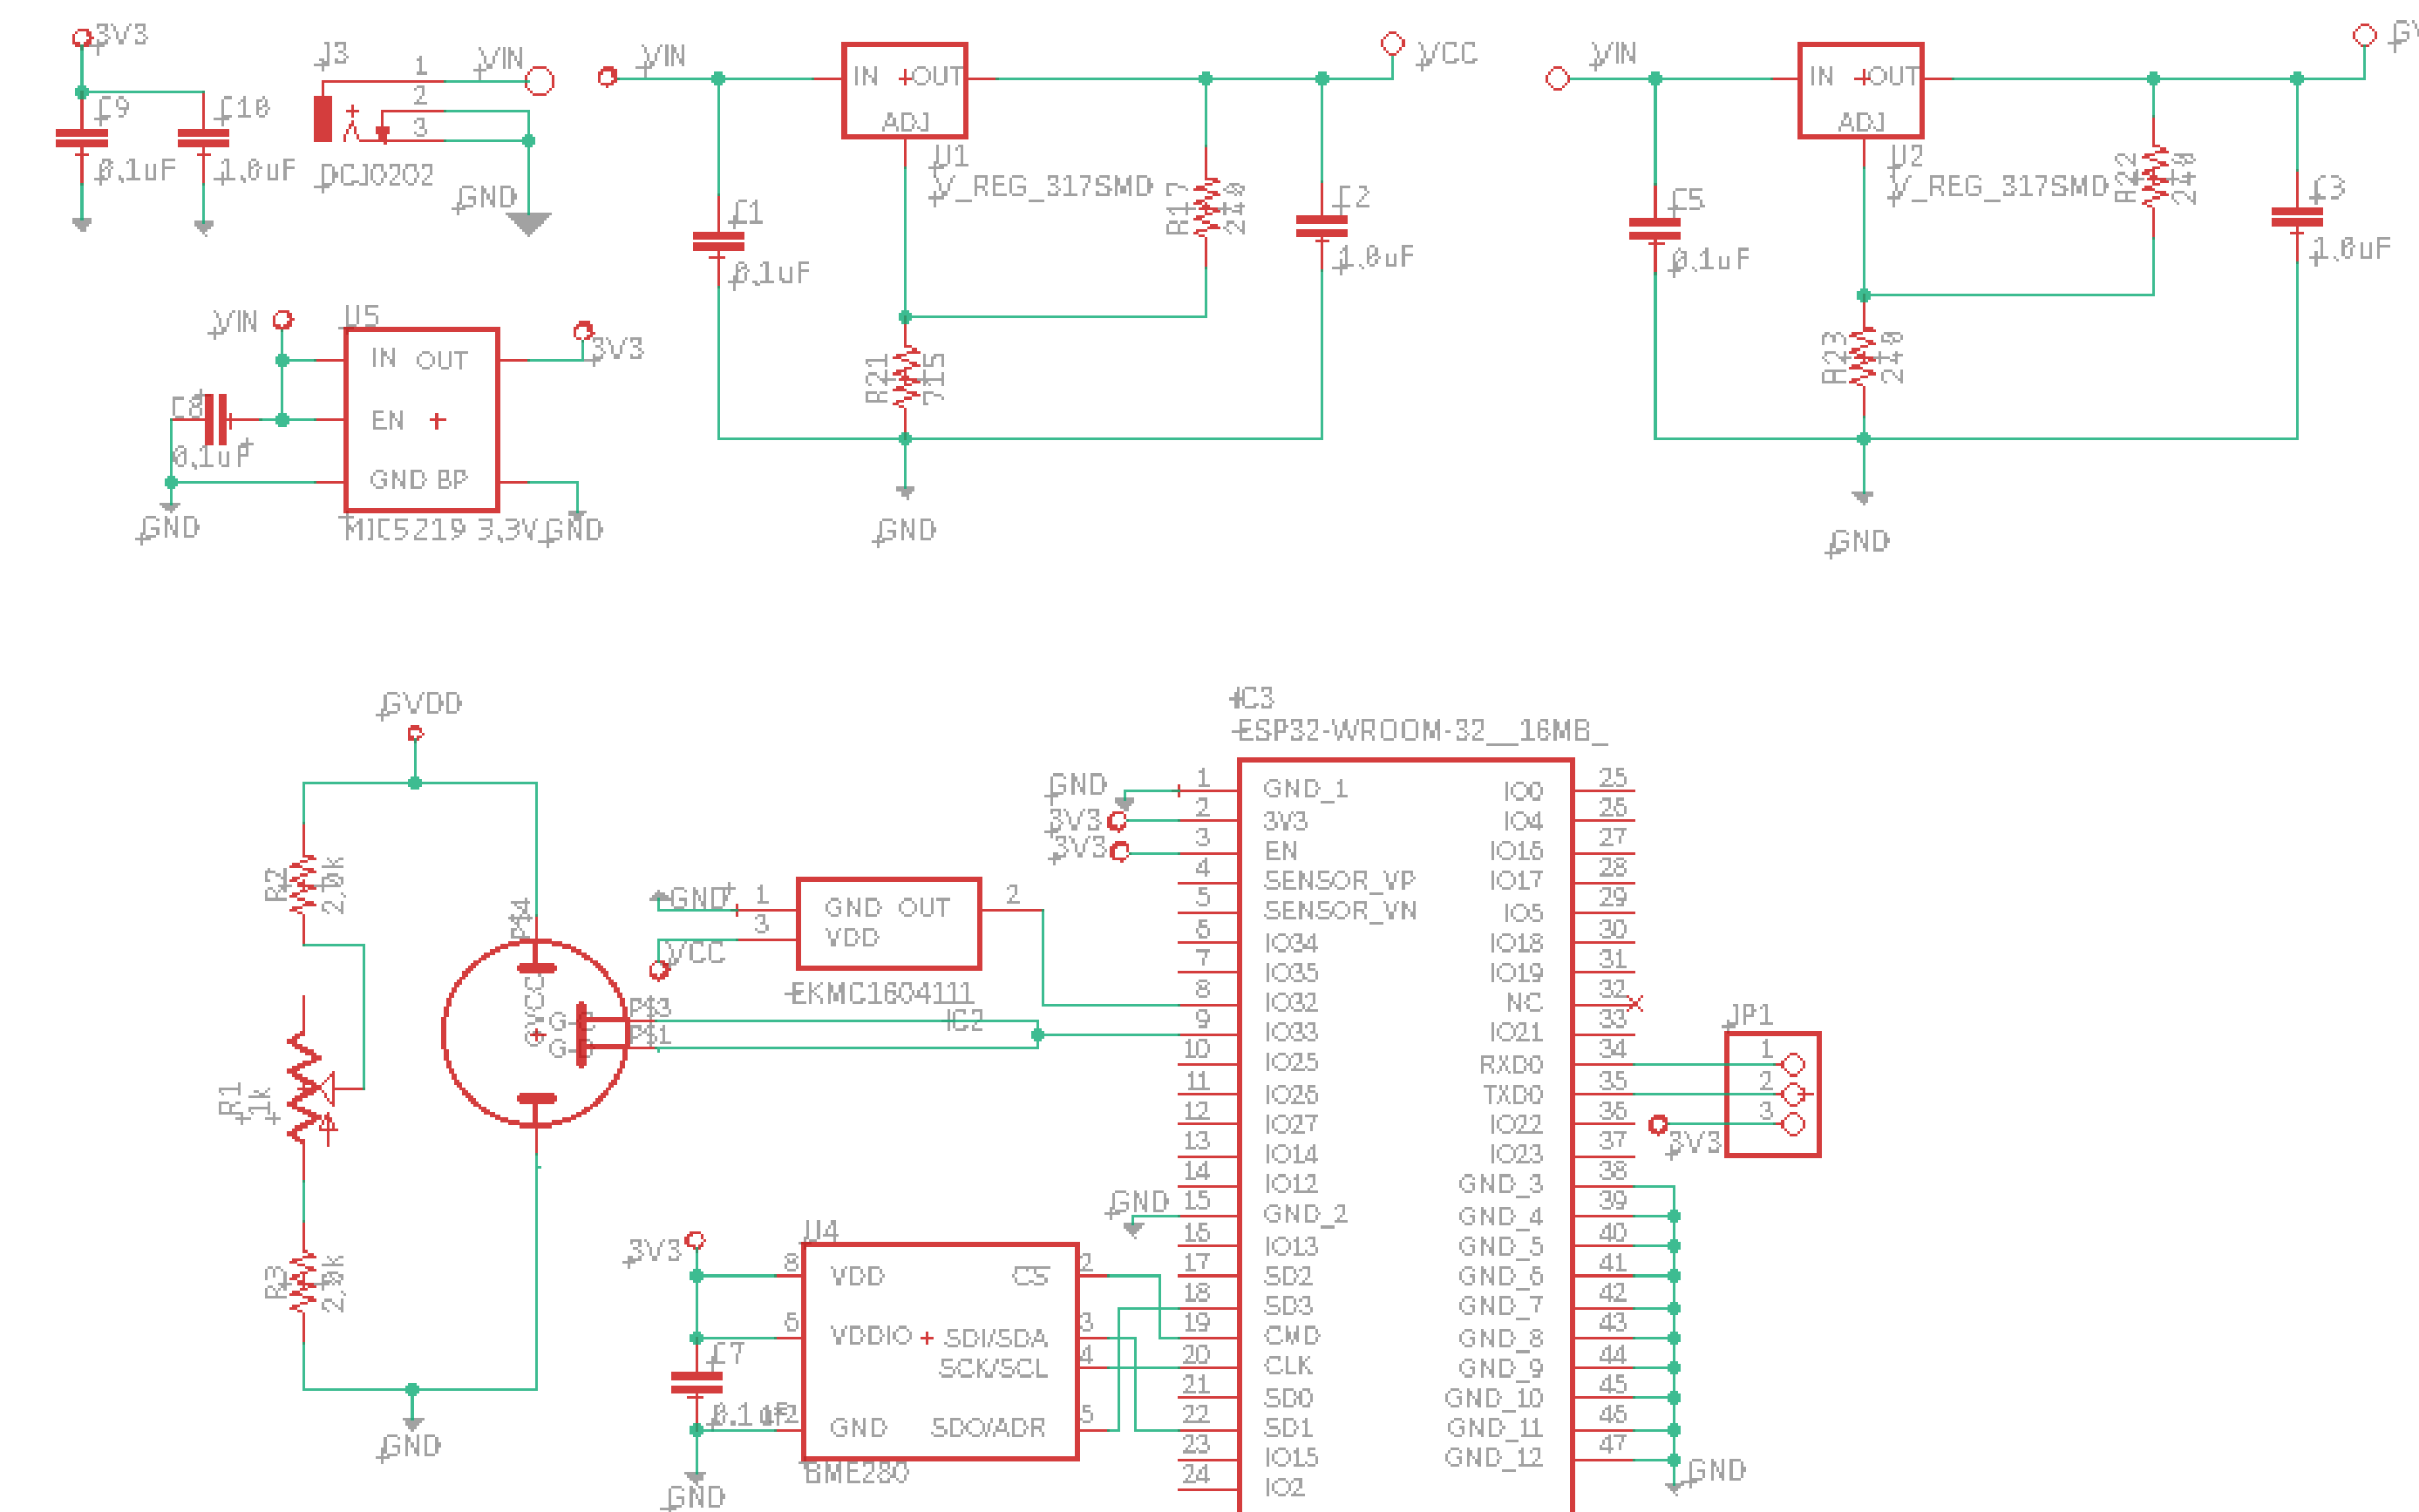 3V3
C9
0.1uF
C10
1.0uF
J3
1
2
3
VIN
DCJ0202
GND
VIN
IN
OUT
ADJ
U1
V_REG_317SMD
C1
0.1uF
R17
240
C2
1.0uF
R21
715
VCC
GND
VIN
IN
OUT
ADJ
U2
V_REG_317SMD
C5
0.1uF
R22
240
C3
1.0uF
R23
240
GND
VIN
U5
IN
OUT
EN
GND
BP
3V3
C8
0.1uF
GND
MIC5219 3.3V
GND
GVDD
R2
2.0k
R1
1k
R3
2.0k
GND
P$4
GVCC
P$3
P$1
GND
1
3
VCC
GND
OUT
VDD
2
EKMC1604111
IC2
3V3
U4
8
VDD
6
VDDIO
C7
0.1uF
GND
CS
2
SDI/SDA
3
SCK/SCL
4
SDO/ADR
5
BME280
GND
IC3
ESP32-WROOM-32__16MB_
GND
3V3
3V3
1 GND_1
2 3V3
3 EN
4 SENSOR_VP
5 SENSOR_VN
6 IO34
7 IO35
8 IO32
9 IO33
10 IO25
11 IO26
12 IO27
13 IO14
14 IO12
GND
15 GND_2
16 IO13
17 SD2
18 SD3
19 CMD
20 CLK
21 SD0
22 SD1
23 IO15
24 IO2
IO0 25
IO4 26
IO16 27
IO17 28
IO5 29
IO18 30
IO19 31
NC 32
IO21 33
RXD0 34
TXD0 35
IO22 36
IO23 37
GND_3 38
GND_4 39
GND_5 40
GND_6 41
GND_7 42
GND_8 43
GND_9 44
GND_10 45
GND_11 46
GND_12 47
GND
JP1
1
2
3
3V3